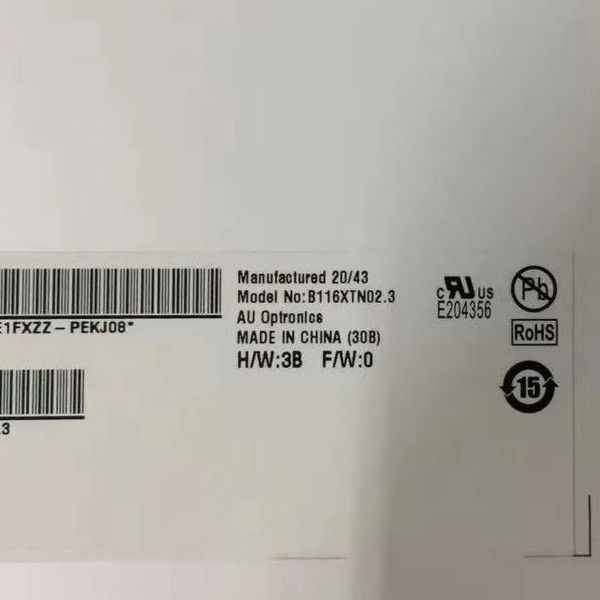 Manufactured 20/43
Model No:B116XTN02.3
AU Optronics
MADE IN CHINA (30B)
H/W:3B F/W:0
E1FXZZ-PEKJ08*
.3
c RU US
E204356
Pb
RoHS
15